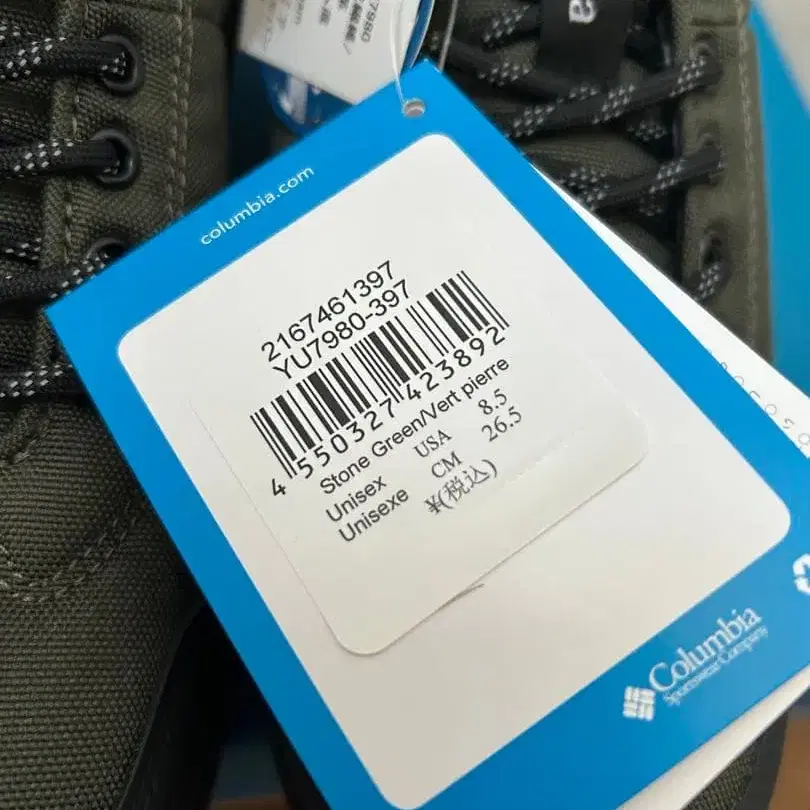 7980
columbia.com
2167461397
YU7980-397
4 550327 423892
Stone Green/Vert pierre
Unisex USA 8.5
Unisexe CM 26.5
¥(税込)
Columbia
Sportswear Company